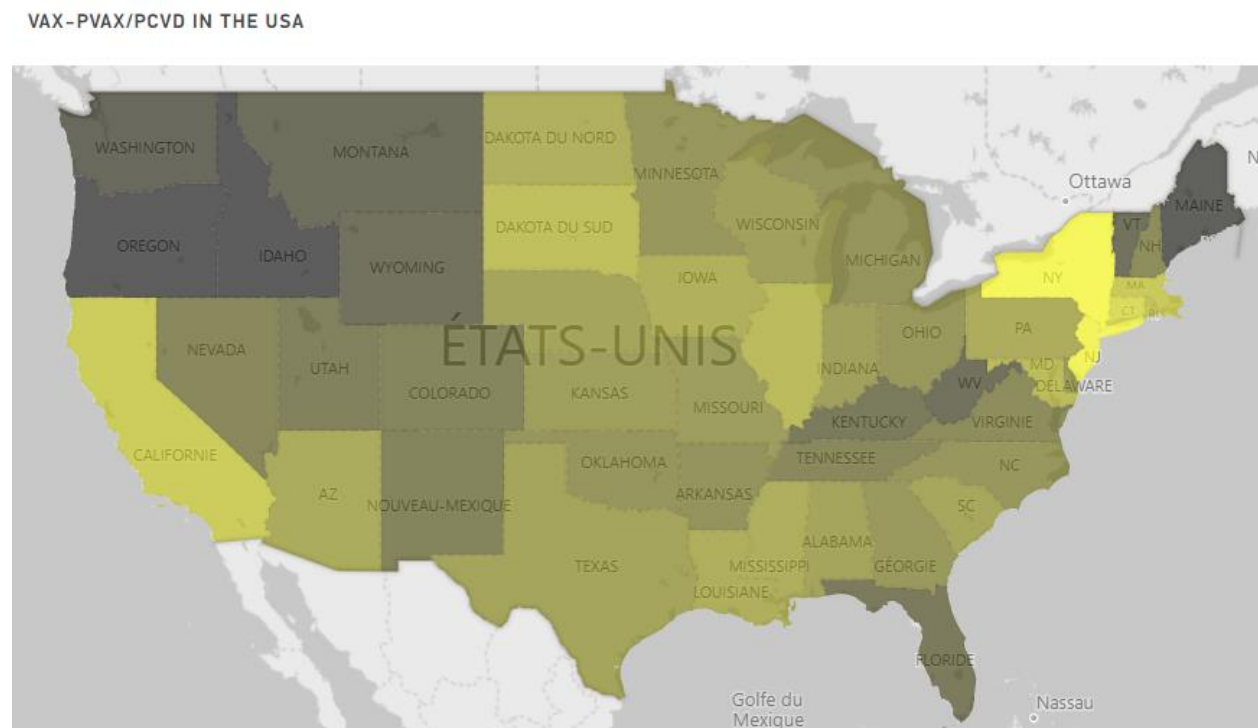 VAX-PVAX/PCVD IN THE USA
WASHINGTON
MONTANA
DAKOTA DU NORD
MINNESOTA
Ottawa
MAINE
N
OREGON
IDAHO
WYOMING
DAKOTA DU SUD
WISCONSIN
MICHIGAN
VT
NH
NY
IOWA
MA
CT
RI
NEVADA
UTAH
COLORADO
ÉTATS-UNIS
KANSAS
MISSOURI
INDIANA
OHIO
PA
NJ
MD
DELAWARE
WV
KENTUCKY
VIRGINIE
CALIFORNIE
AZ
NOUVEAU-MEXIQUE
OKLAHOMA
ARKANSAS
TENNESSEE
NC
SC
TEXAS
LOUISIANE
MISSISSIPPI
ALABAMA
GÉORGIE
FLORIDE
Golfe du
Mexique
Nassau